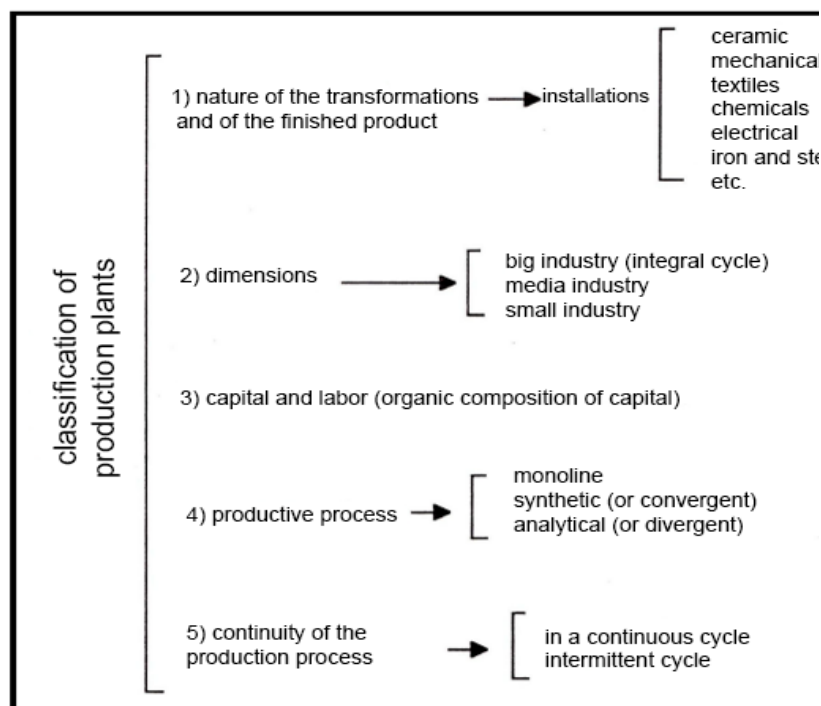 classification of
production plants
1) nature of the transformations
and of the finished product
installations
ceramic
mechanical
textiles
chemicals
electrical
iron and
etc.
2) dimensions
big industry (integral cycle)
media industry
small industry
3) capital and labor (organic composition of capital)
4) productive process
monoline
synthetic (or convergent)
analytical (or divergent)
5) continuity of the
production process
in a continuous cycle
intermittent cycle